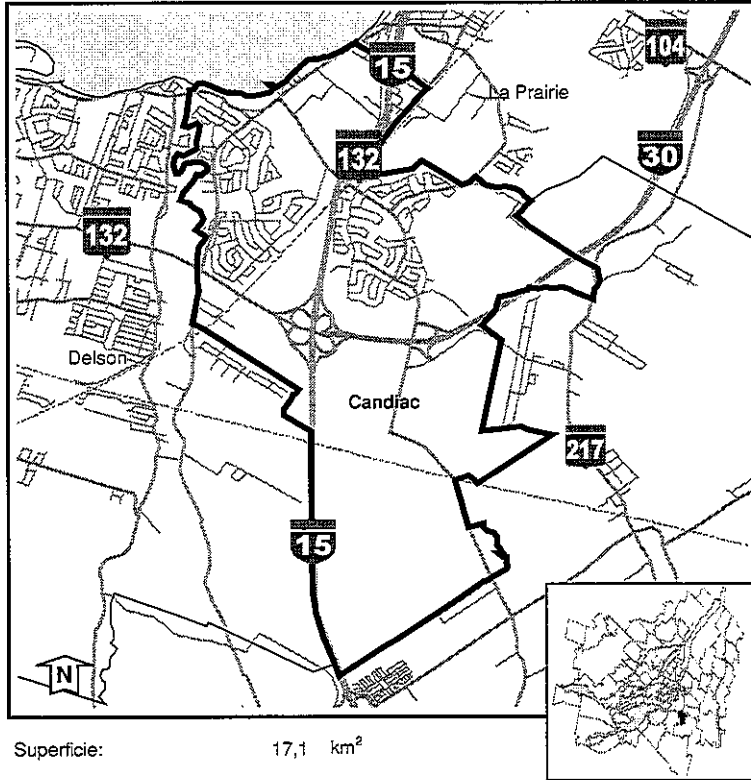 15
104
La Prairie
132
30
132
Delson
Candiac
217
15
N
Superficie: 17,1 km²